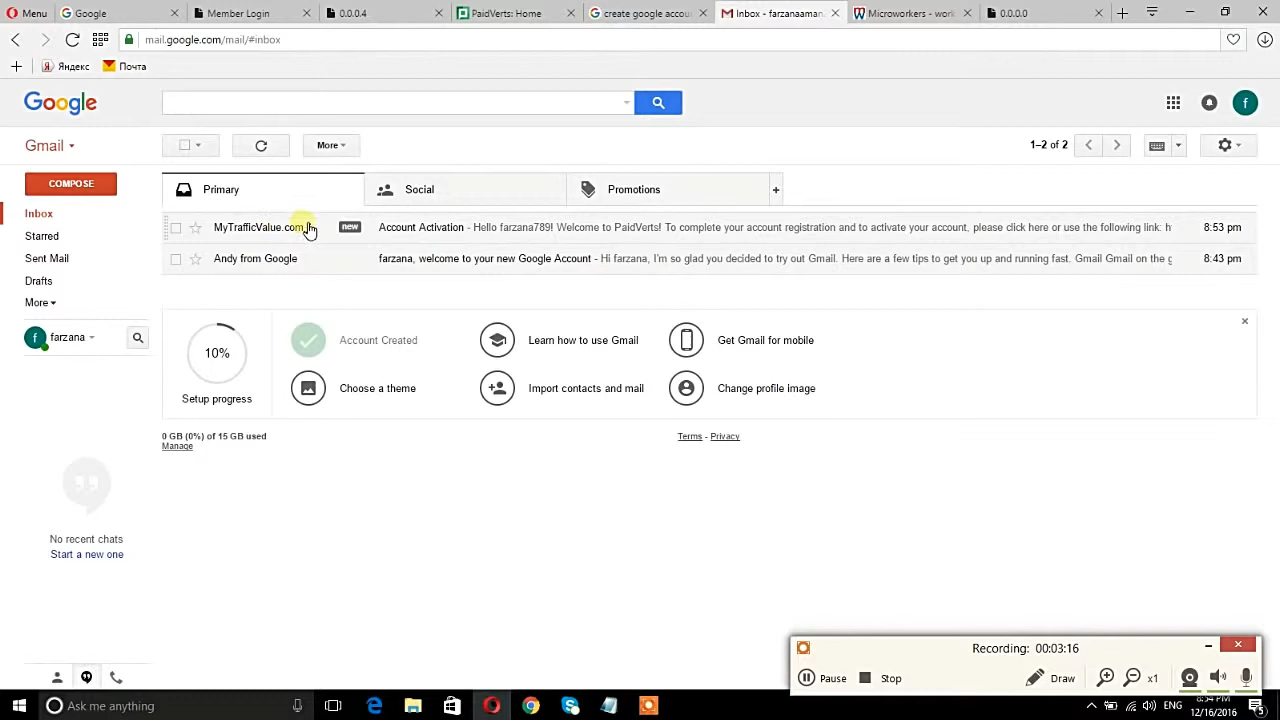 Menu
Google
Member Login
0.0.0.4
PaidVerts: Home
create google accou
Inbox - farzanaaman.
Microworkers - work
0.0.0.0
mail.google.com/mail/#inbox
Яндекс
Почта
Google
Gmail
More
1–2 of 2
COMPOSE
Primary
Social
Promotions
+
Inbox
Starred
Sent Mail
Drafts
More
MyTrafficValue.com
new
Account Activation - Hello farzana789! Welcome to PaidVerts! To complete your account registration and to activate your account, please click here or use the following link: h
8:53 pm
Andy from Google
farzana, welcome to your new Google Account - Hi farzana, I'm so glad you decided to try out Gmail. Here are a few tips to get you up and running fast. Gmail Gmail on the g
8:43 pm
f
farzana
f
10%
Setup progress
Account Created
Learn how to use Gmail
Get Gmail for mobile
Choose a theme
Import contacts and mail
Change profile image
0 GB (0%) of 15 GB used
Manage
Terms - Privacy
No recent chats
Start a new one
Recording: 00:03:16
Pause
Stop
Draw
x1
Ask me anything
ENG
8:54 PM
12/16/2016